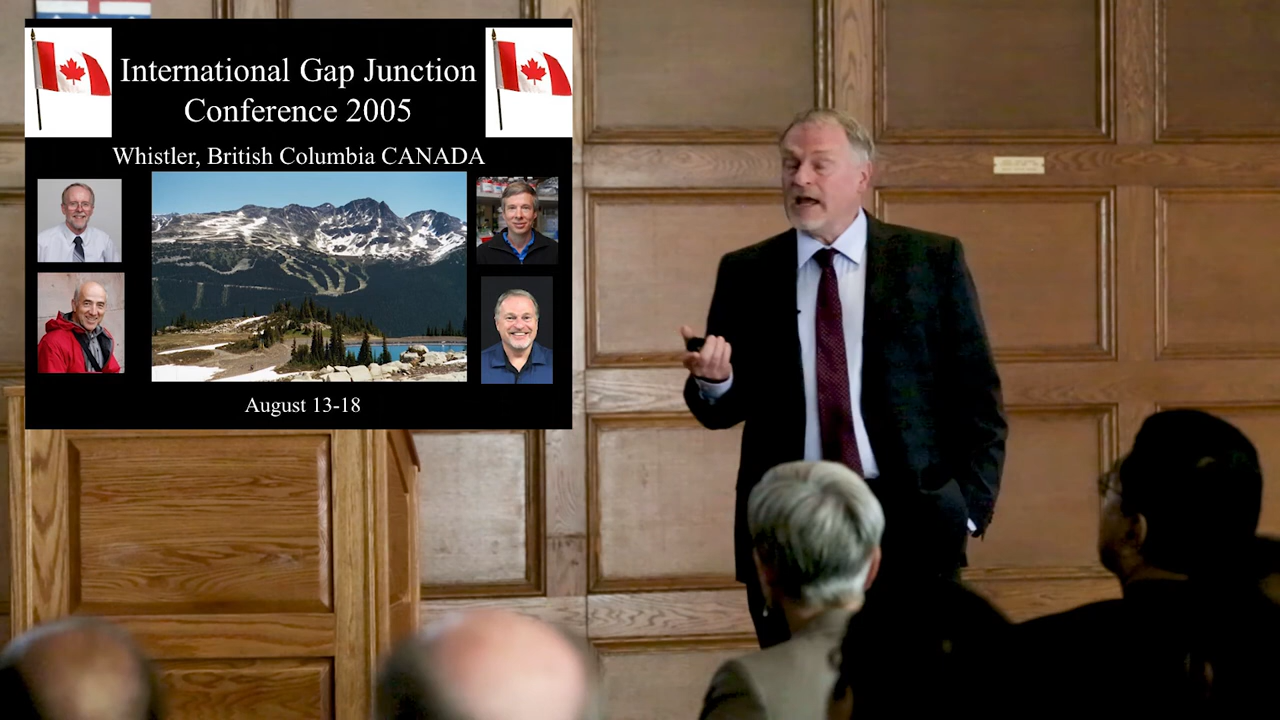 International Gap Junction
Conference 2005
Whistler, British Columbia CANADA
August 13-18